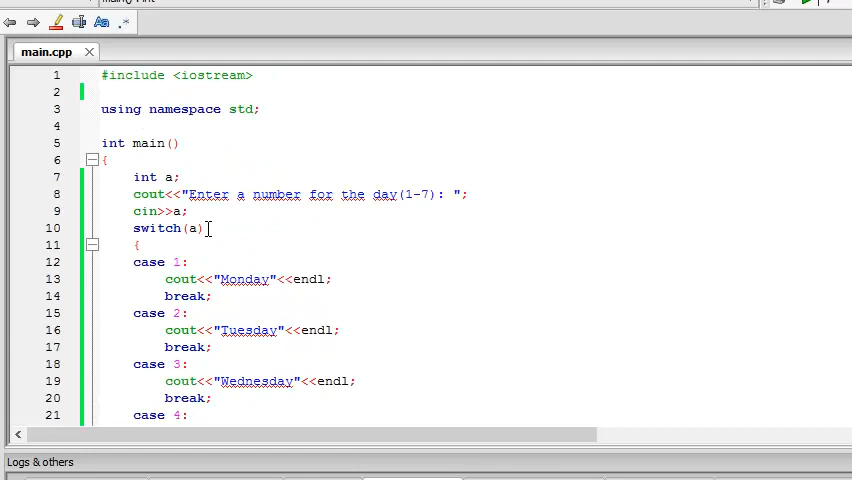 Aa .*
main.cpp
1 #include <iostream>
2
3 using namespace std;
4
5 int main()
6 {
7 int a;
8 cout<<"Enter a number for the day(1-7): ";
9 cin>>a;
10 switch(a)
11 {
12 case 1:
13 cout<<"Monday"<<endl;
14 break;
15 case 2:
16 cout<<"Tuesday"<<endl;
17 break;
18 case 3:
19 cout<<"Wednesday"<<endl;
20 break;
21 case 4:
Logs & others